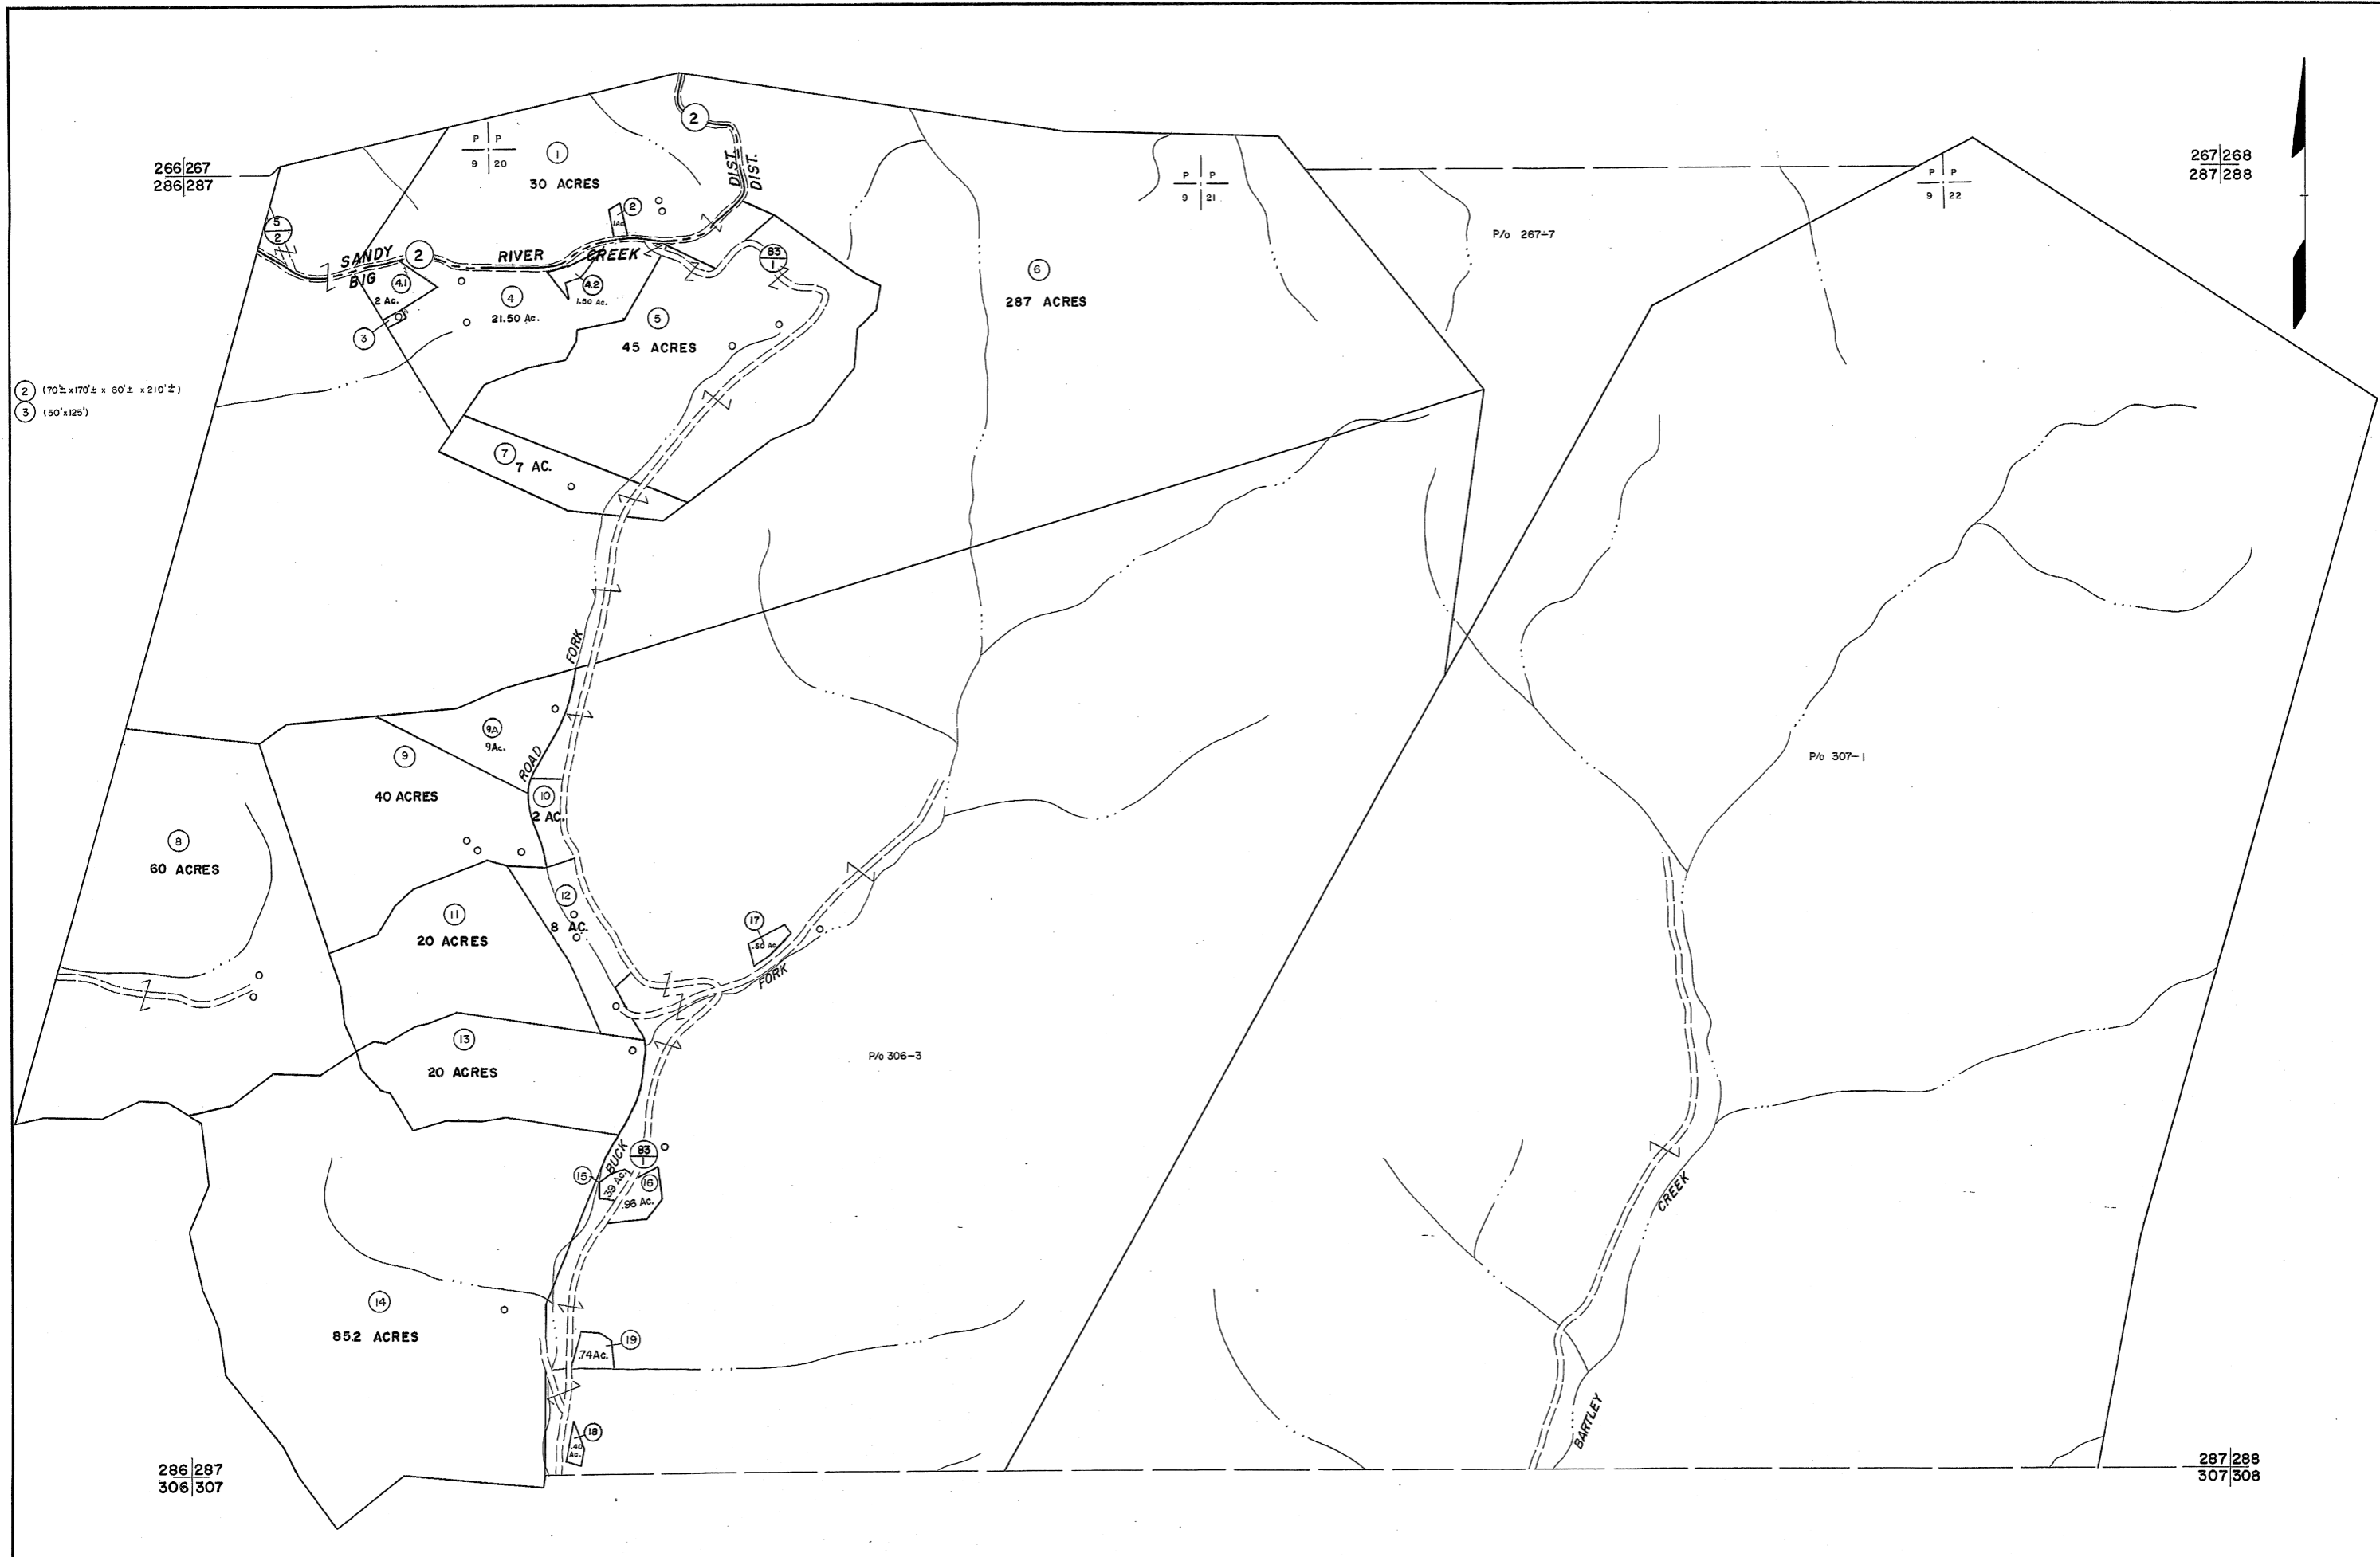 266 267
286 287
P P
9 20
1
30 ACRES
2
DIST.
DIST.
P P
9 21
267 268
287 288
P P
9 22
P/o 267-7
5
2
2
SANDY
BIG
2
RIVER
CREEK
83
1
6
287 ACRES
4.1
2 Ac.
4
21.50 Ac.
4.2
1.50 Ac.
3
5
45 ACRES
2 (70'± x170'± x 60'± x210'±)
3 (50'x125')
7
7 AC.
FORK
9A
9Ac.
9
40 ACRES
ROAD
10
2 AC.
P/o 307-1
8
60 ACRES
12
8 AC.
11
20 ACRES
17
.50 Ac.
FORK
13
20 ACRES
P/o 306-3
BUCK
83
1
15
.39 Ac.
16
.96 Ac.
CREEK
14
85.2 ACRES
19
.74Ac.
18
.40
Ac.
BARTLEY
286 287
306 307
287 288
307 308